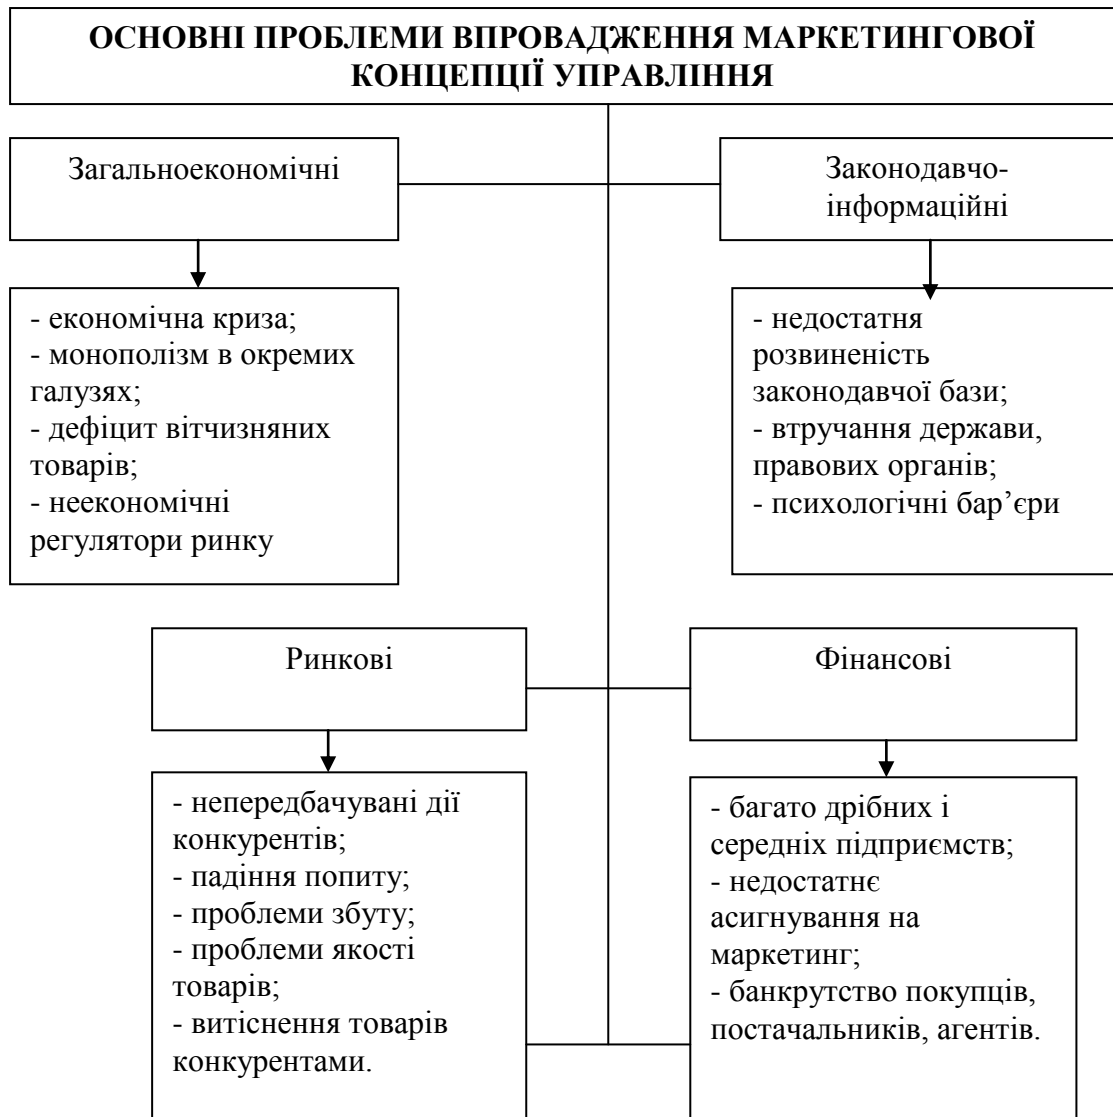 ОСНОВНІ ПРОБЛЕМИ ВПРОВАДЖЕННЯ МАРКЕТИНГОВОЇ
КОНЦЕПЦІЇ УПРАВЛІННЯ
Загальноекономічні
Законодавчо-
інформаційні
- економічна криза;
- монополізм в окремих
галузях;
- дефіцит вітчизняних
товарів;
- неекономічні
регулятори ринку
- недостатня
розвиненість
законодавчої бази;
- втручання держави,
правових органів;
- психологічні бар’єри
Ринкові
Фінансові
- непередбачувані дії
конкурентів;
- падіння попиту;
- проблеми збуту;
- проблеми якості
товарів;
- витіснення товарів
конкурентами.
- багато дрібних і
середніх підприємств;
- недостатнє
асигнування на
маркетинг;
- банкрутство покупців,
постачальників, агентів.